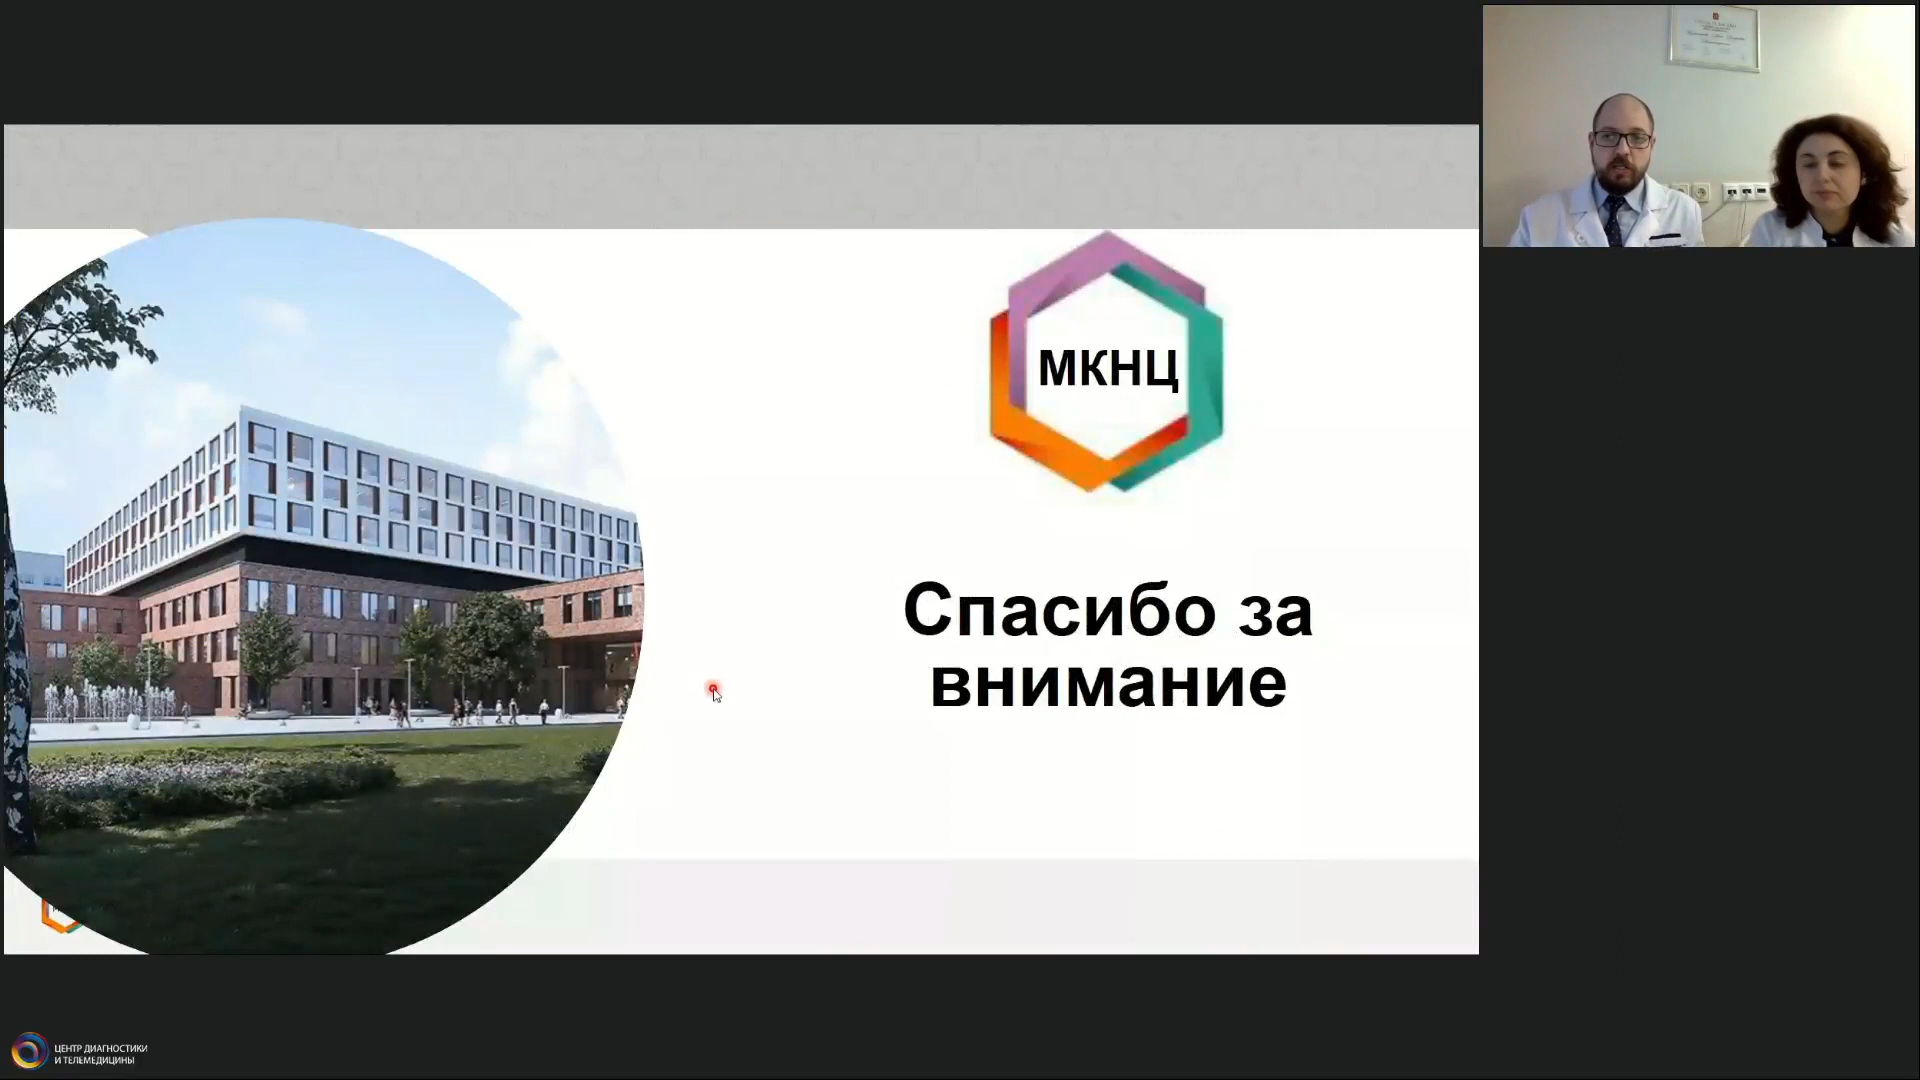 МКНЦ
Спасибо за
внимание
ЦЕНТР ДИАГНОСТИКИ
И ТЕЛЕМЕДИЦИНЫ